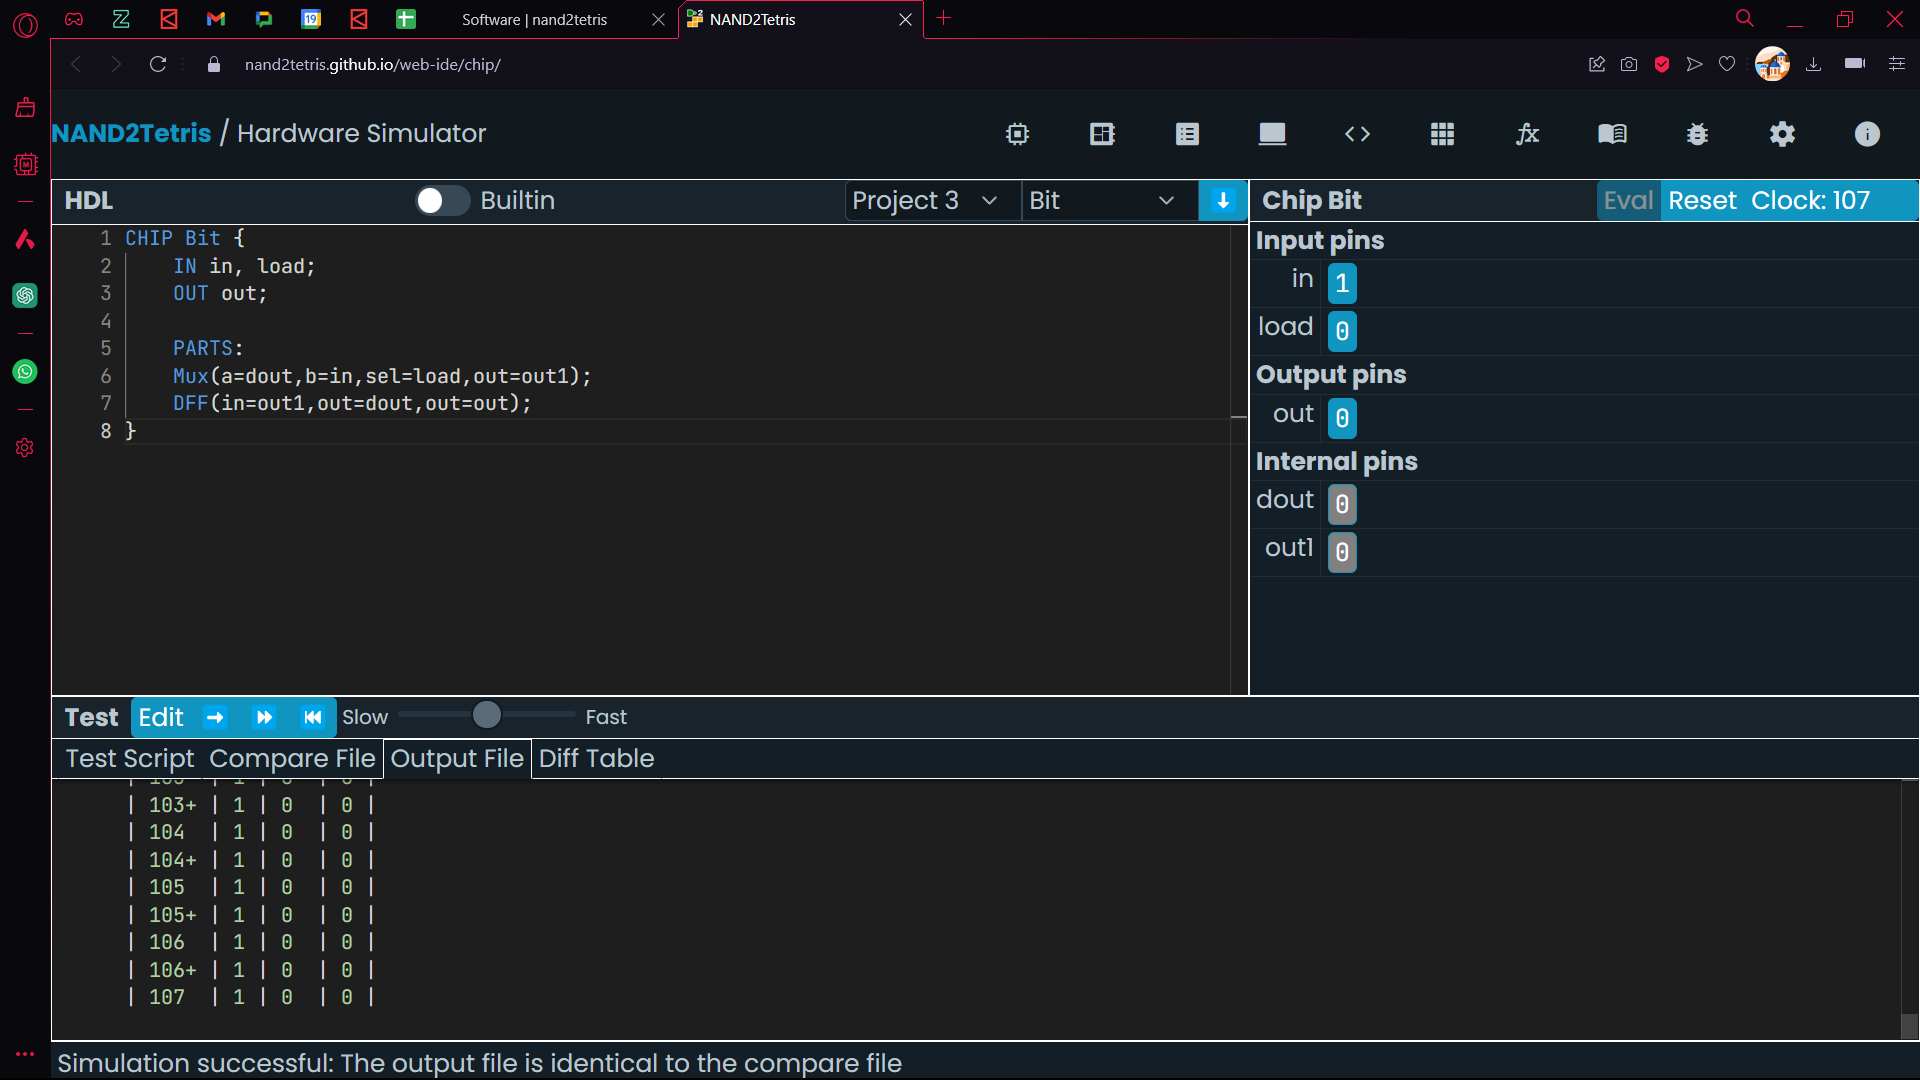 Software | nand2tetris
NAND2Tetris
nand2tetris.github.io/web-ide/chip/
NAND2Tetris / Hardware Simulator
HDL Builtin Project 3 Bit
Chip Bit Eval Reset Clock: 107
1 CHIP Bit {
2 IN in, load;
3 OUT out;
4
5 PARTS:
6 Mux(a=dout,b=in,sel=load,out=out1);
7 DFF(in=out1,out=dout,out=out);
8 }
Input pins
in 1
load 0
Output pins
out 0
Internal pins
dout 0
out1 0
Test Edit Slow Fast
Test Script Compare File Output File Diff Table
| 103+ | 1 | 0 | 0 |
| 104 | 1 | 0 | 0 |
| 104+ | 1 | 0 | 0 |
| 105 | 1 | 0 | 0 |
| 105+ | 1 | 0 | 0 |
| 106 | 1 | 0 | 0 |
| 106+ | 1 | 0 | 0 |
| 107 | 1 | 0 | 0 |
Simulation successful: The output file is identical to the compare file